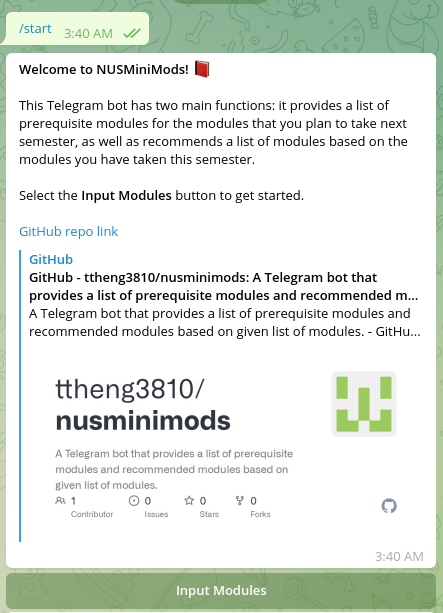 /start
3:40 AM
Welcome to NUSMiniMods! 📕
This Telegram bot has two main functions: it provides a list of
prerequisite modules for the modules that you plan to take next
semester, as well as recommends a list of modules based on the
modules you have taken this semester.
Select the Input Modules button to get started.
GitHub repo link
GitHub
GitHub - ttheng3810/nusminimods: A Telegram bot that
provides a list of prerequisite modules and recommended m...
A Telegram bot that provides a list of prerequisite modules and
recommended modules based on given list of modules. - GitHu...
ttheng3810/
nusminimods
A Telegram bot that provides a list of prerequisite
modules and recommended modules based on
given list of modules.
1 0 0 0
Contributor Issues Stars Forks
3:40 AM
Input Modules